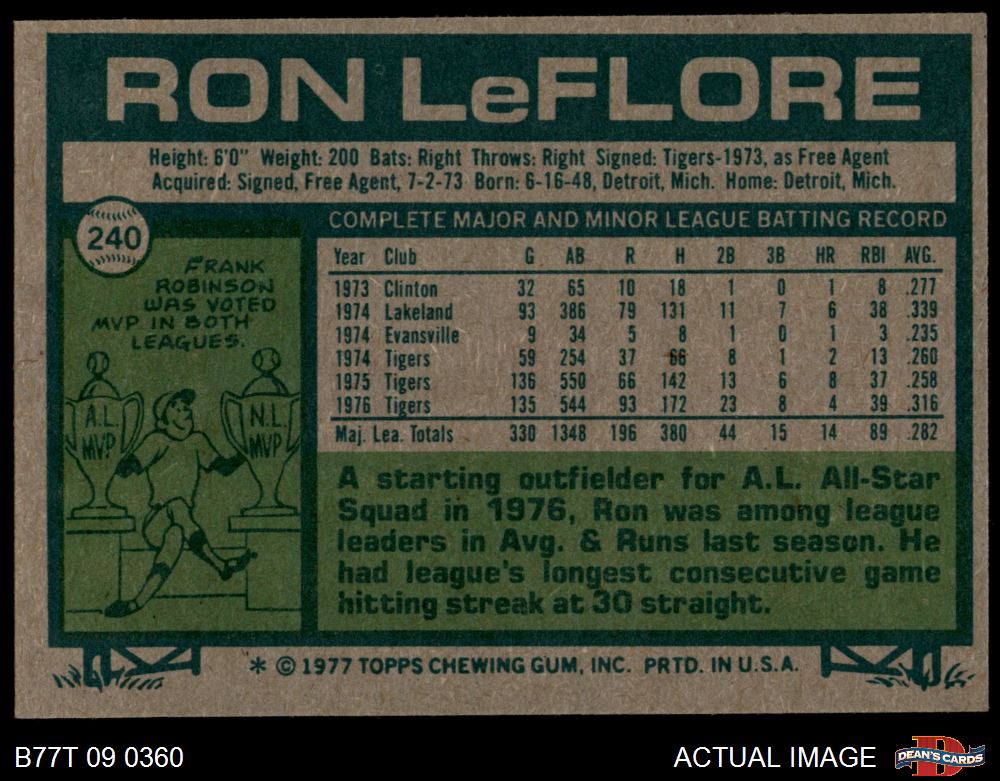 RON LeFLORE
Height: 6'0" Weight: 200 Bats: Right Throws: Right Signed: Tigers-1973, as Free Agent
Acquired: Signed, Free Agent, 7-2-73 Born: 6-16-48, Detroit, Mich. Home: Detroit, Mich.
240
FRANK
ROBINSON
WAS VOTED
MVP IN BOTH
LEAGUES.
A.L.
MVP
N.L.
MVP
COMPLETE MAJOR AND MINOR LEAGUE BATTING RECORD
Year Club G AB R H 2B 3B HR RBI AVG.
1973 Clinton 32 65 10 18 1 0 1 8 .277
1974 Lakeland 93 386 79 131 11 7 6 38 .339
1974 Evansville 9 34 5 8 1 0 1 3 .235
1974 Tigers 59 254 37 66 8 1 2 13 .260
1975 Tigers 136 550 66 142 13 6 8 37 .258
1976 Tigers 135 544 93 172 23 8 4 39 .316
Maj. Lea. Totals 330 1348 196 380 44 15 14 89 .282
A starting outfielder for A.L. All-Star
Squad in 1976, Ron was among league
leaders in Avg. & Runs last season. He
had league's longest consecutive game
hitting streak at 30 straight.
* © 1977 TOPPS CHEWING GUM, INC. PRTD. IN U.S.A.
B77T 09 0360
ACTUAL IMAGE
D
DEAN'S CARDS